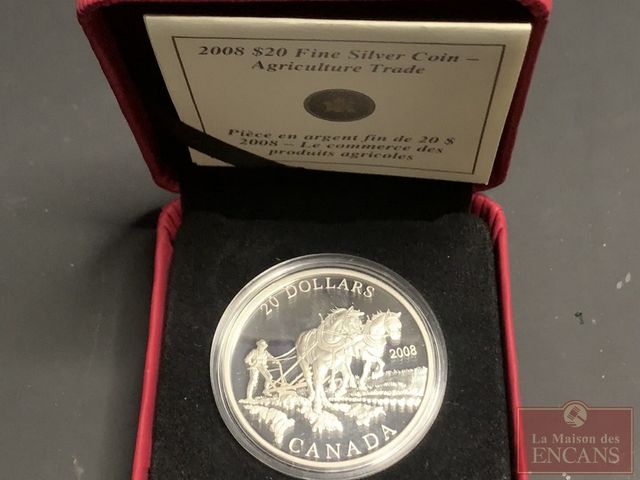 2008 $20 Fine Silver Coin –
Agriculture Trade
Pièce en argent fin de 20 $
2008 – Le commerce des
produits agricoles
20 DOLLARS
2008
CANADA
La Maison des
ENCANS